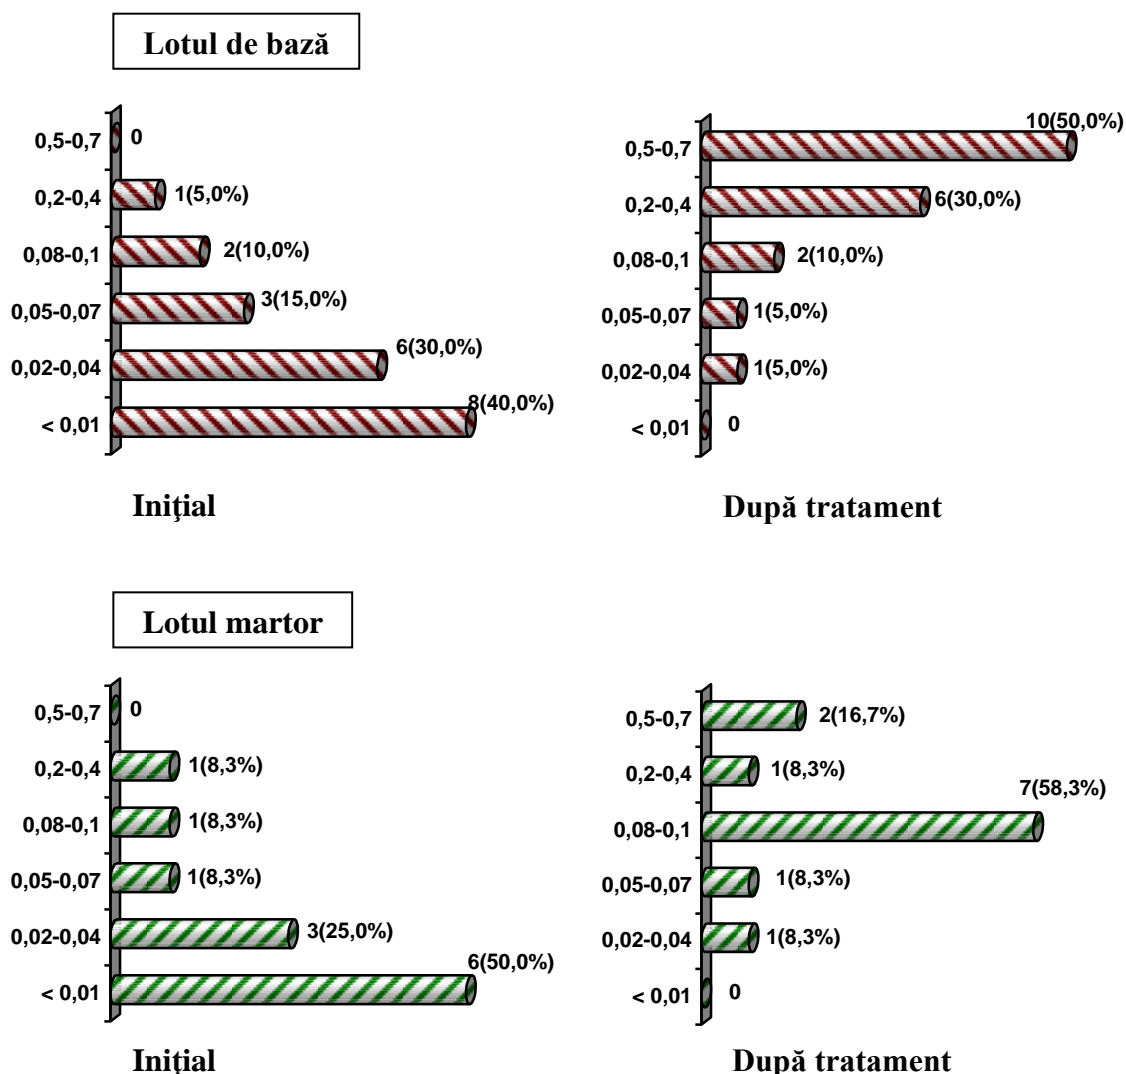 Lotul de bază
0,5-0,7 0
0,2-0,4 1(5,0%)
0,08-0,1 2(10,0%)
0,05-0,07 3(15,0%)
0,02-0,04 6(30,0%)
< 0,01 8(40,0%)
Iniţial
0,5-0,7 10(50,0%)
0,2-0,4 6(30,0%)
0,08-0,1 2(10,0%)
0,05-0,07 1(5,0%)
0,02-0,04 1(5,0%)
< 0,01 0
După tratament
Lotul martor
0,5-0,7 0
0,2-0,4 1(8,3%)
0,08-0,1 1(8,3%)
0,05-0,07 1(8,3%)
0,02-0,04 3(25,0%)
< 0,01 6(50,0%)
Iniţial
0,5-0,7 2(16,7%)
0,2-0,4 1(8,3%)
0,08-0,1 7(58,3%)
0,05-0,07 1(8,3%)
0,02-0,04 1(8,3%)
< 0,01 0
După tratament